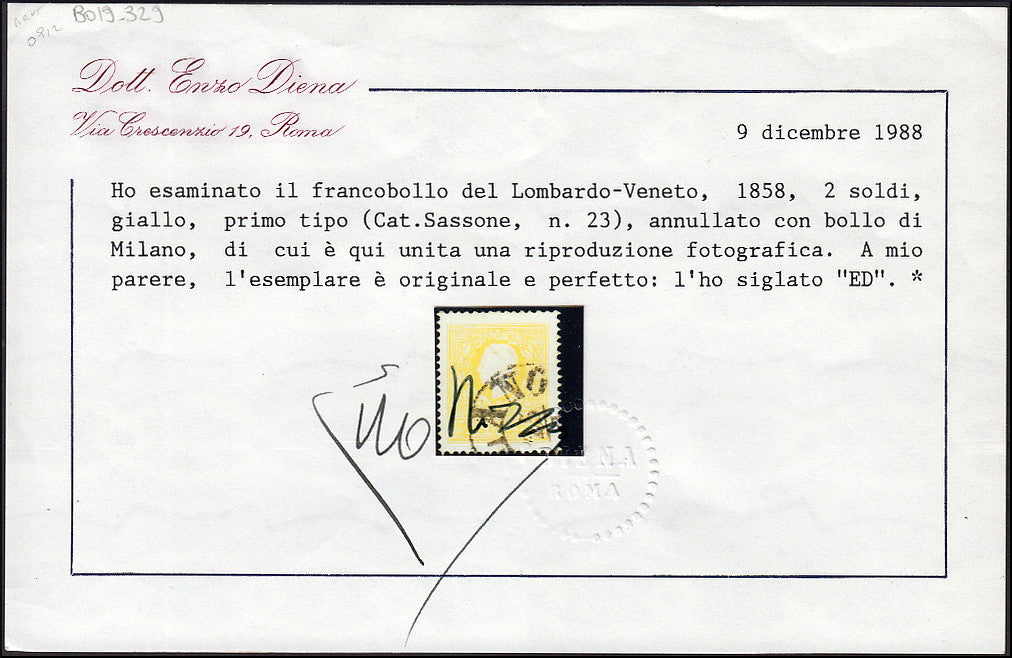 B019_329
Dott. Enzo Diena
Via Crescenzio 19, Roma
9 dicembre 1988
Ho esaminato il francobollo del Lombardo-Veneto, 1858, 2 soldi,
giallo, primo tipo (Cat.Sassone, n. 23), annullato con bollo di
Milano, di cui è qui unita una riproduzione fotografica. A mio
parere, l'esemplare è originale e perfetto: l'ho siglato "ED". *